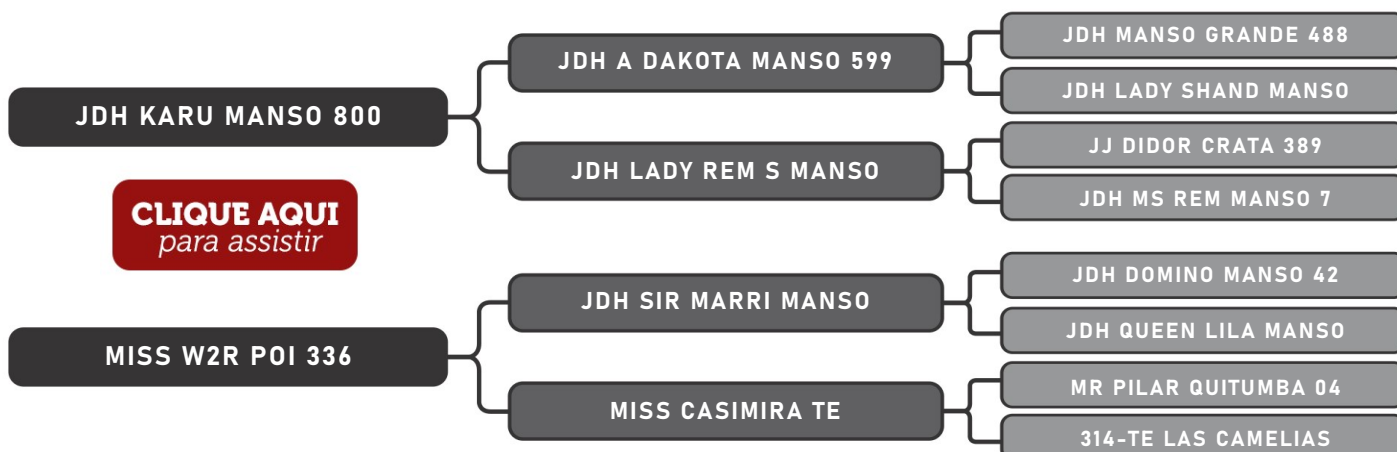 JDH KARU MANSO 800
CLIQUE AQUI
para assistir
MISS W2R POI 336
JDH A DAKOTA MANSO 599
JDH LADY REM S MANSO
JDH SIR MARRI MANSO
MISS CASIMIRA TE
JDH MANSO GRANDE 488
JDH LADY SHAND MANSO
JJ DIDOR CRATA 389
JDH MS REM MANSO 7
JDH DOMINO MANSO 42
JDH QUEEN LILA MANSO
MR PILAR QUITUMBA 04
314-TE LAS CAMELIAS